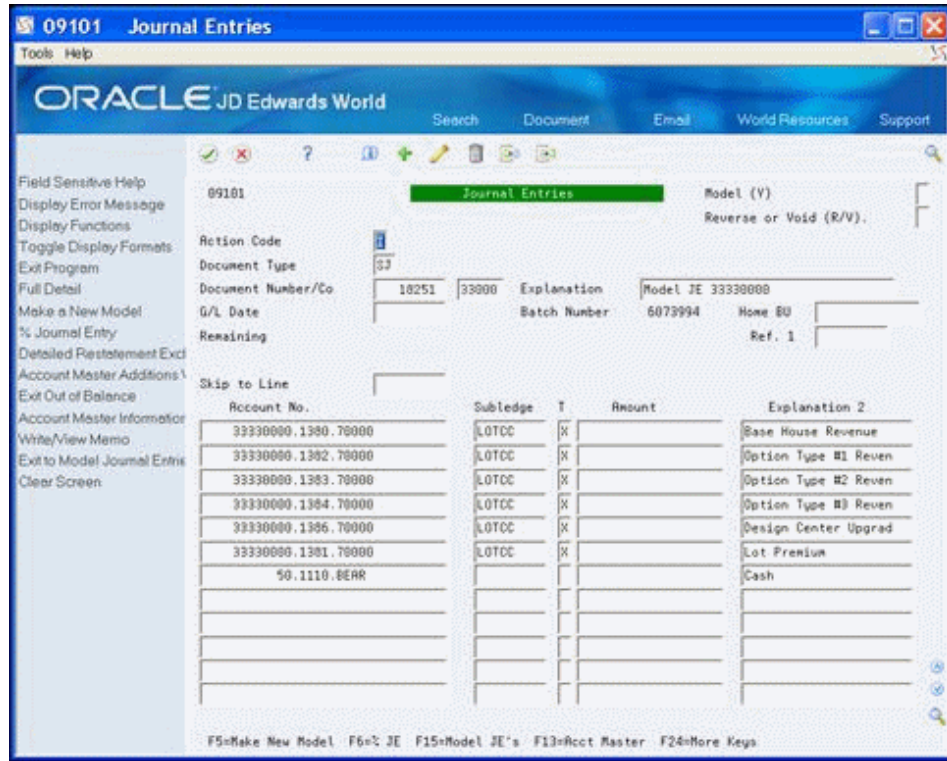 09101 Journal Entries
Tools Help
ORACLE JD Edwards World
Search Document Email World Resources Support
Field Sensitive Help
Display Error Message
Display Functions
Toggle Display Formats
Exit Program
Full Detail
Make a New Model
% Journal Entry
Detailed Restatement Excl
Account Master Additions
Exit Out of Balance
Account Master Information
Write/View Memo
Exit to Model Journal Entrie
Clear Screen
09101 Journal Entries Model (Y)
Reverse or Void (R/V).
Action Code
Document Type SJ
Document Number/Co 18251 33000 Explanation Model JE 33330000
G/L Date Batch Number 6073994 Home BU
Remaining Ref. 1
Skip to Line
Account No. Subledge T Amount Explanation 2
33330000.1380.70000 LOTCC X Base House Revenue
33330000.1382.70000 LOTCC X Option Type #1 Reven
33330000.1383.70000 LOTCC X Option Type #2 Reven
33330000.1384.70000 LOTCC X Option Type #3 Reven
33330000.1386.70000 LOTCC X Design Center Upgrad
33330000.1381.70000 LOTCC X Lot Premium
50.1110.BEAR Cash
F5=Make New Model F6=% JE F15=Model JE's F13=Acct Master F24=More Keys